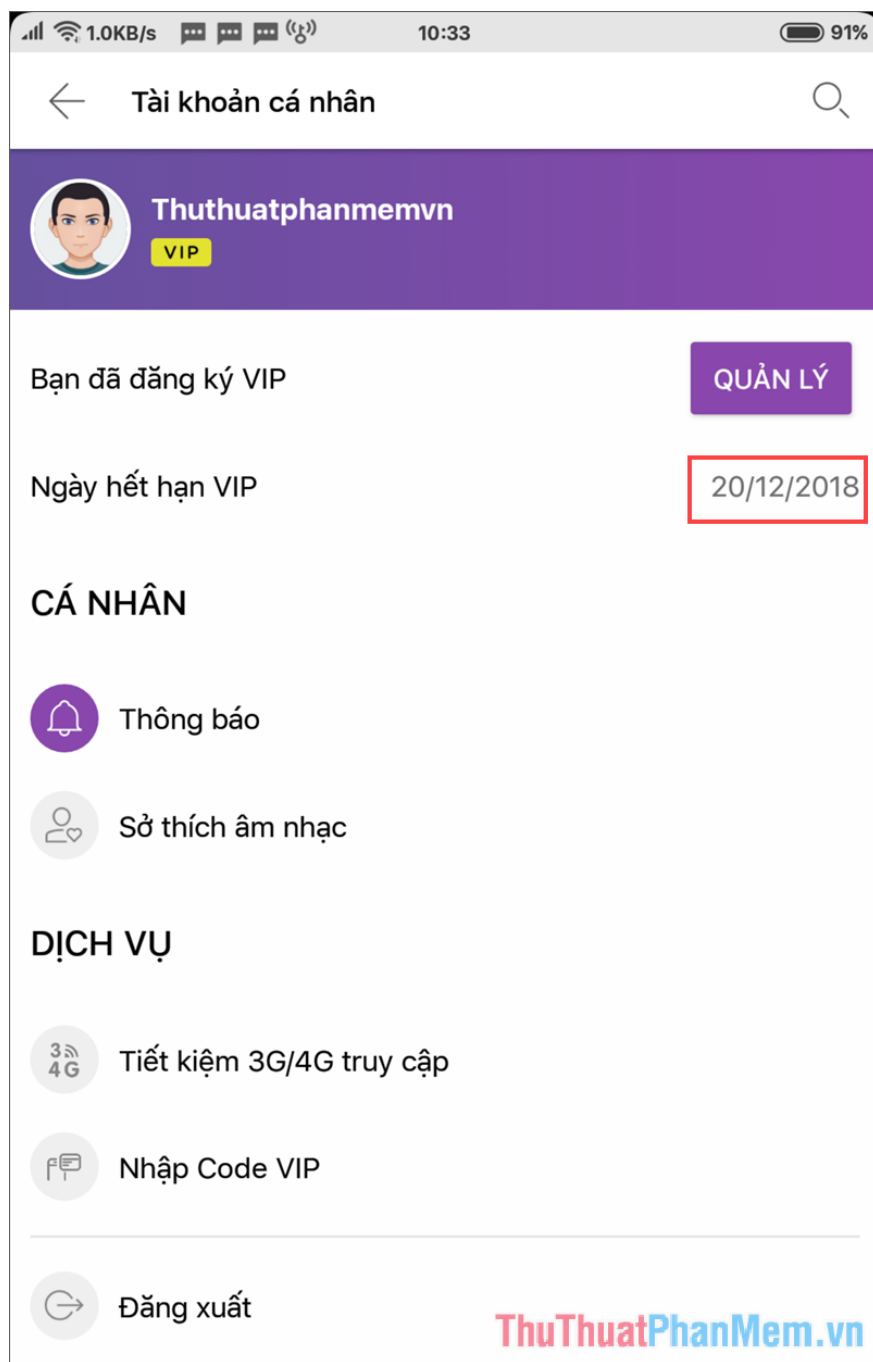 1.0KB/s 10:33 91%
Tài khoản cá nhân
Thuthuatphanmemvn
VIP
Bạn đã đăng ký VIP QUẢN LÝ
Ngày hết hạn VIP 20/12/2018
CÁ NHÂN
Thông báo
Sở thích âm nhạc
DỊCH VỤ
3
4G
Tiết kiệm 3G/4G truy cập
Nhập Code VIP
Đăng xuất
ThuThuatPhanMem.vn